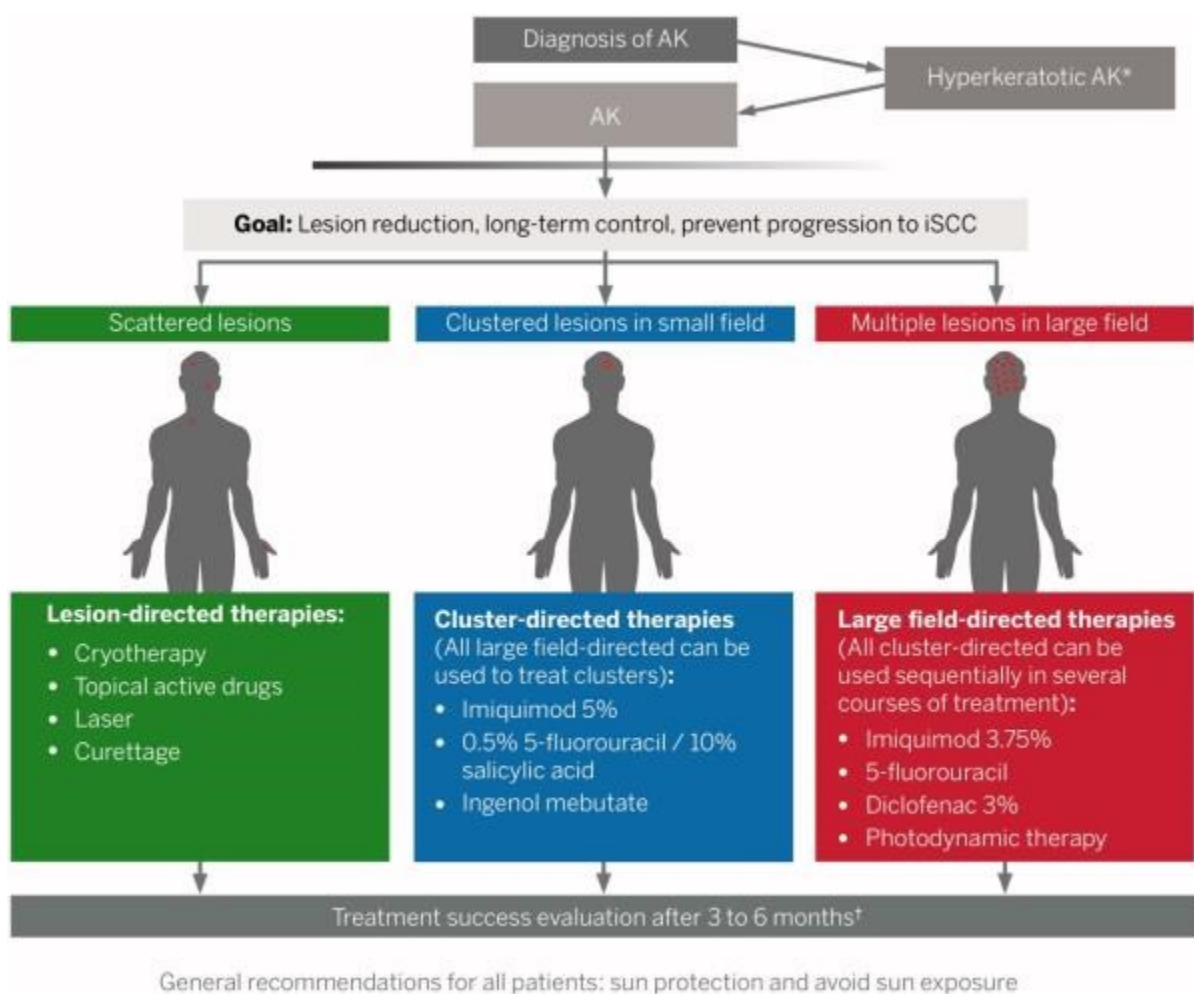 Diagnosis of AK
Hyperkeratotic AK*
AK
Goal: Lesion reduction, long-term control, prevent progression to iSCC
Scattered lesions
Clustered lesions in small field
Multiple lesions in large field
Lesion-directed therapies:
• Cryotherapy
• Topical active drugs
• Laser
• Curettage
Cluster-directed therapies
(All large field-directed can be
used to treat clusters):
• Imiquimod 5%
• 0.5% 5-fluorouracil / 10%
salicylic acid
• Ingenol mebutate
Large field-directed therapies
(All cluster-directed can be
used sequentially in several
courses of treatment):
• Imiquimod 3.75%
• 5-fluorouracil
• Diclofenac 3%
• Photodynamic therapy
Treatment success evaluation after 3 to 6 months†
General recommendations for all patients: sun protection and avoid sun exposure